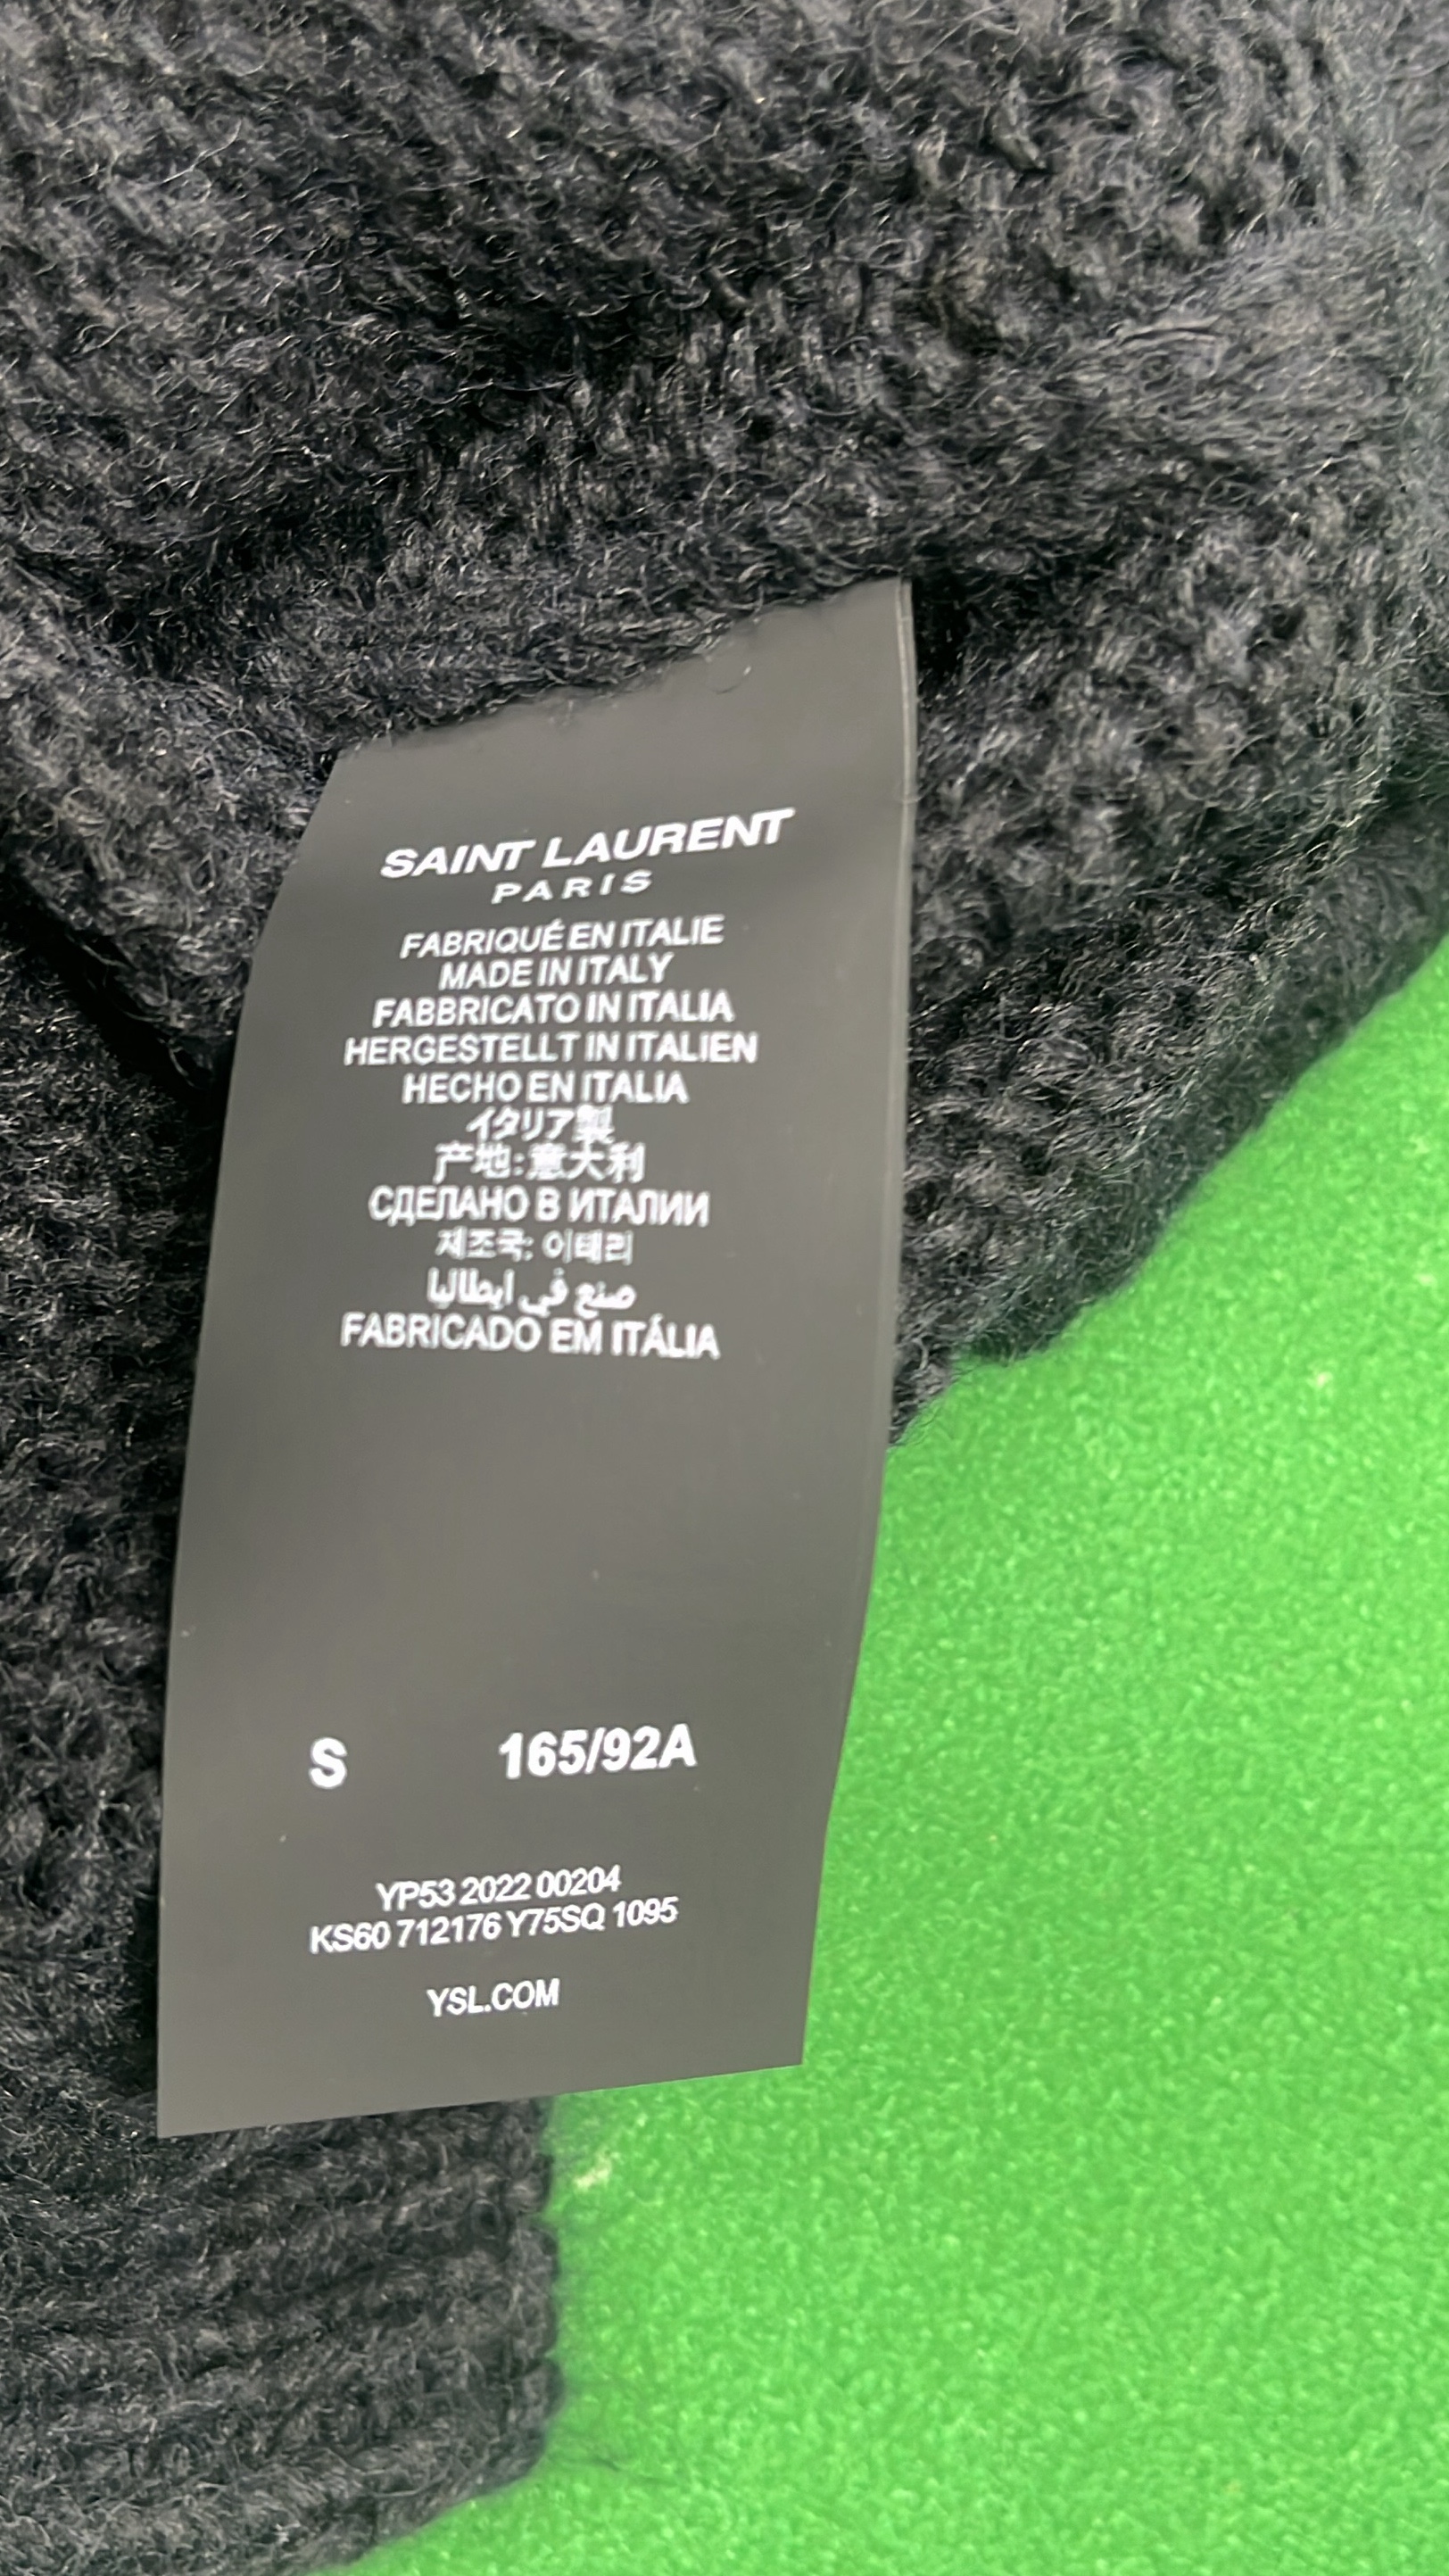 SAINT LAURENT
PARIS
FABRIQUÉ EN ITALIE
MADE IN ITALY
FABBRICATO IN ITALIA
HERGESTELLT IN ITALIEN
HECHO EN ITALIA
イタリア製
产地:意大利
СДЕЛАНО В ИТАЛИИ
제조국: 이태리
صنع في ايطاليا
FABRICADO EM ITÁLIA
S 165/92A
YP53 2022 00204
KS60 712176 Y75SQ 1095
YSL.COM